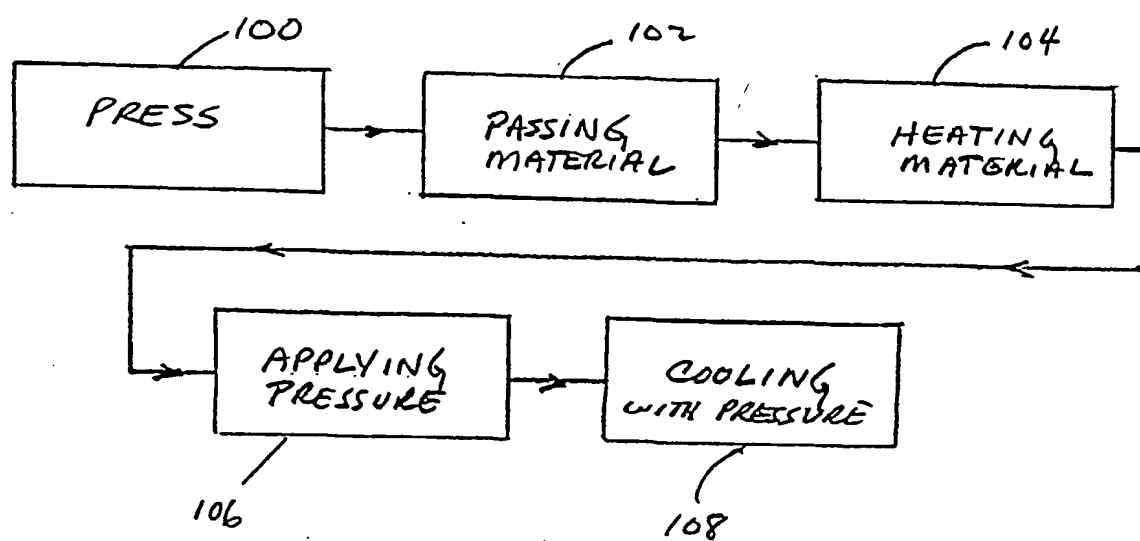 100
102
104
PRESS
PASSING
MATERIAL
HEATING
MATERIAL
APPLYING
PRESSURE
COOLING
WITH PRESSURE
106
108